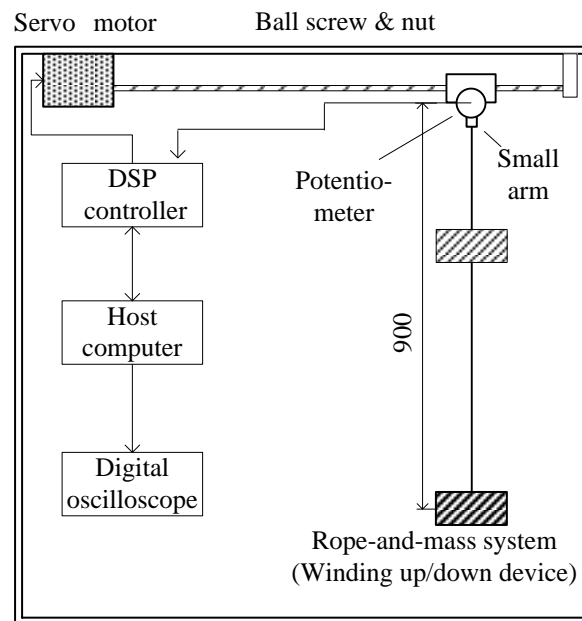 Servo motor
Ball screw & nut
Small
arm
Potentio-
meter
DSP
controller
Host
computer
900
Digital
oscilloscope
Rope-and-mass system
(Winding up/down device)